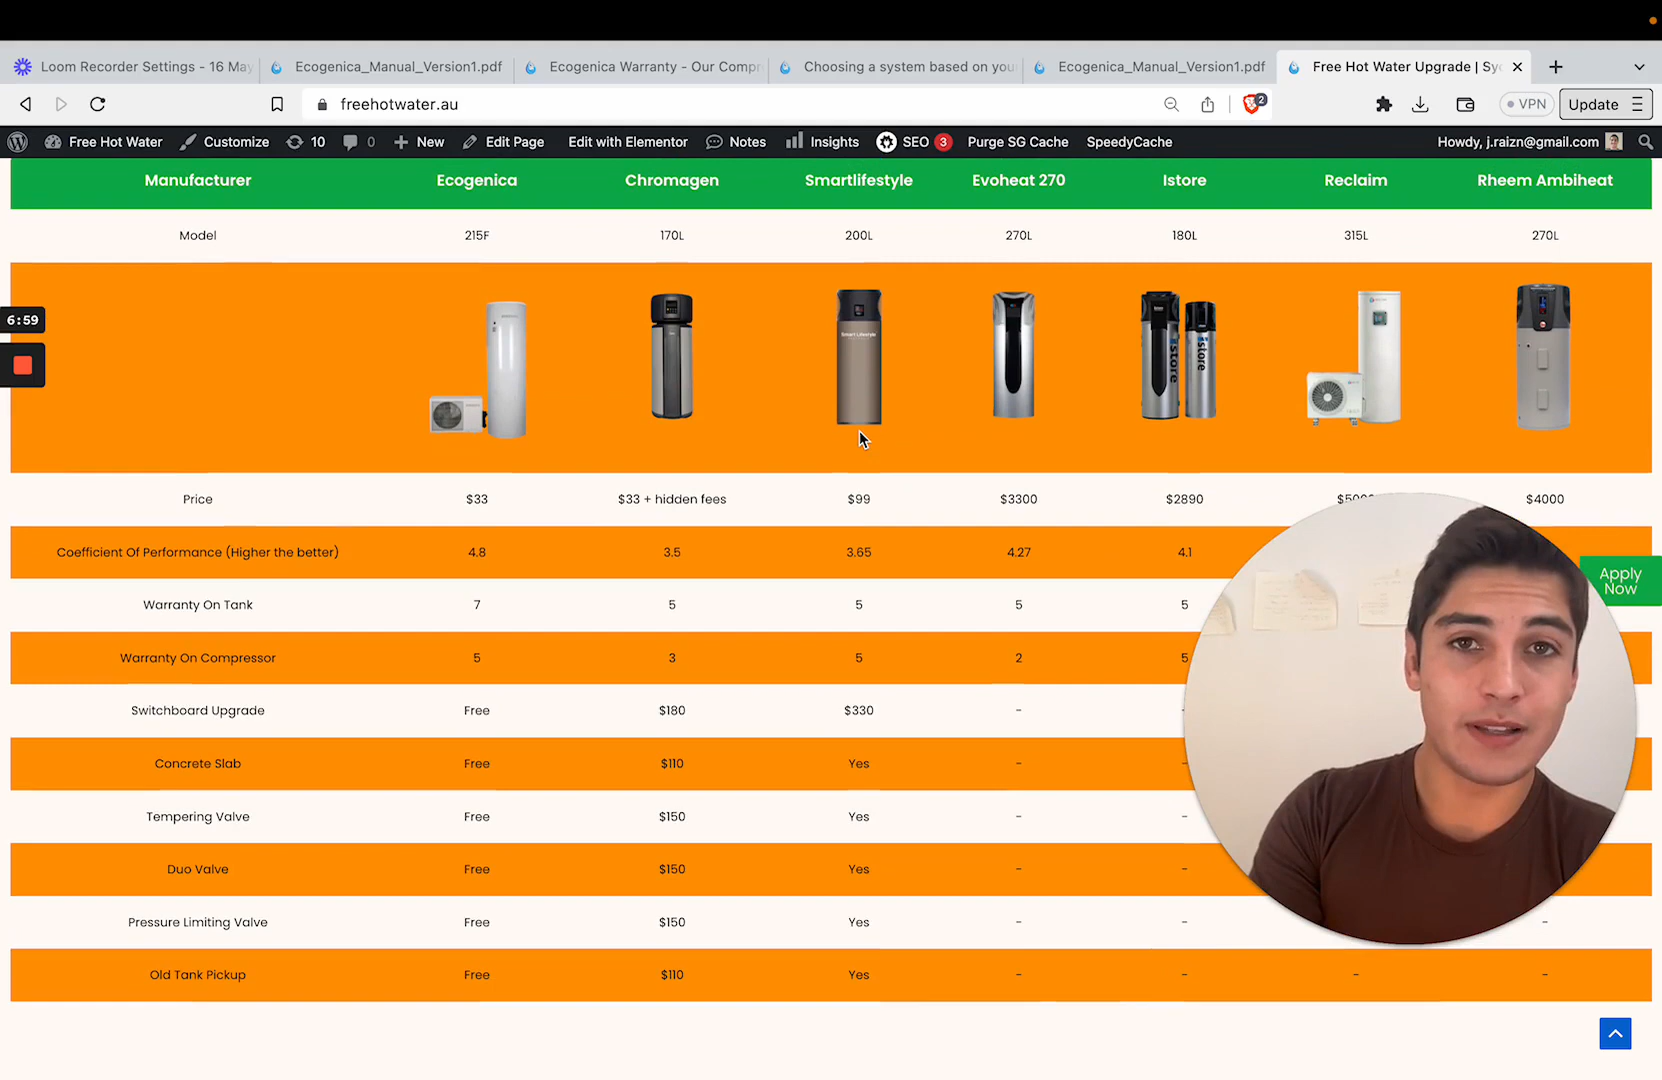 Loom Recorder Settings - 16 May
Ecogenica_Manual_Version1.pdf
Ecogenica Warranty - Our Comp
Choosing a system based on you
Ecogenica_Manual_Version1.pdf
Free Hot Water Upgrade | Sy
freehotwater.au
2
VPN
Update
Free Hot Water
Customize
10
0
New
Edit Page
Edit with Elementor
Notes
Insights
SEO 3
Purge SG Cache
SpeedyCache
Howdy, j.raizn@gmail.com
Manufacturer Ecogenica Chromagen Smartlifestyle Evoheat 270 Istore Reclaim Rheem Ambiheat
Model 215F 170L 200L 270L 180L 315L 270L
6:59
Smart Lifestyle
istore
istore
Price $33 $33 + hidden fees $99 $3300 $2890 $4000
Coefficient Of Performance (Higher the better) 4.8 3.5 3.65 4.27 4.1
Apply
Now
Warranty On Tank 7 5 5 5 5
Warranty On Compressor 5 3 5 2 5
Switchboard Upgrade Free $180 $330 - -
Concrete Slab Free $110 Yes - -
Tempering Valve Free $150 Yes - -
Duo Valve Free $150 Yes - -
Pressure Limiting Valve Free $150 Yes - - -
Old Tank Pickup Free $110 Yes - - - -